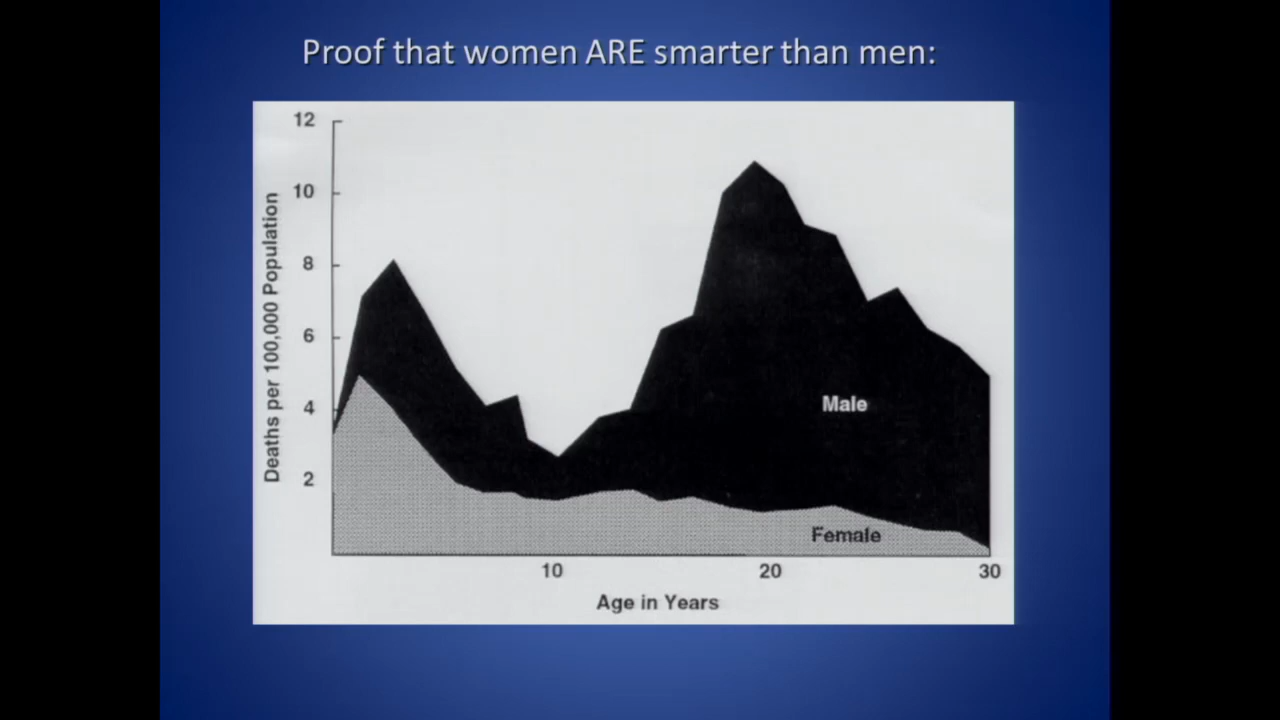 Proof that women ARE smarter than men:
12
10
8
6
4
2
Deaths per 100,000 Population
Male
Female
10 20 30
Age in Years